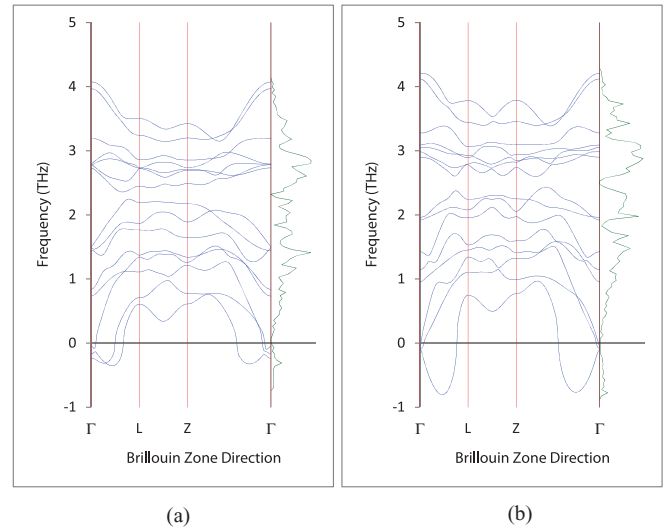 5
4
3
2
1
0
-1
Frequency (THz)
Γ L Z Γ
Brillouin Zone Direction
(a)
5
4
3
2
1
0
-1
Frequency (THz)
Γ L Z Γ
Brillouin Zone Direction
(b)